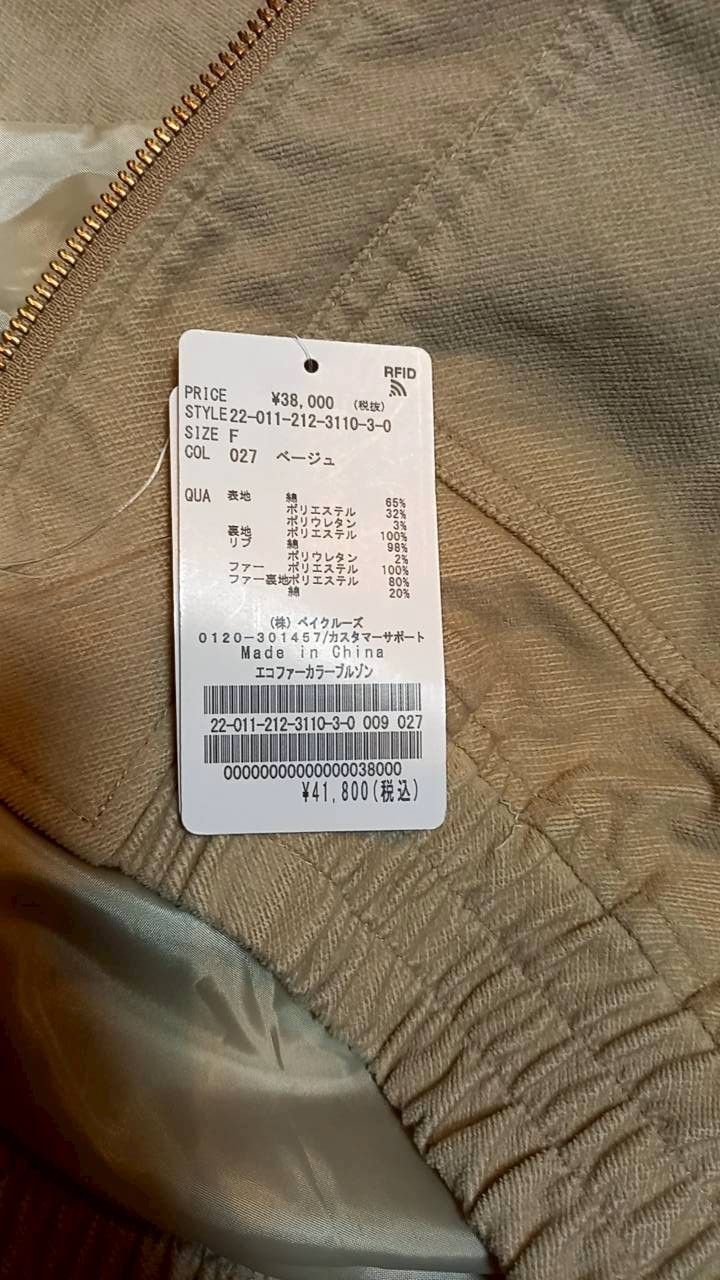 RFID
PRICE ¥38,000 (税抜)
STYLE 22-011-212-3110-3-0
SIZE F
COL 027 ベージュ
QUA 表地 綿 65%
ポリエステル 32%
ポリウレタン 3%
裏地 ポリエステル 100%
リブ 綿 98%
ポリウレタン 2%
ファー ポリエステル 100%
ファー裏地ポリエステル 80%
綿 20%
(株) ベイクルーズ
0120-301457/カスタマーサポート
Made in China
エコファーカラーブルゾン
22-011-212-3110-3-0 009 027
00000000000000038000
¥41,800(税込)